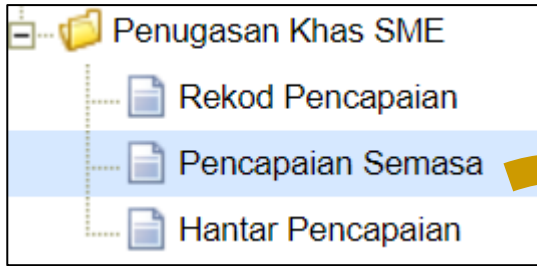 Penugasan Khas SME
Rekod Pencapaian
Pencapaian Semasa
Hantar Pencapaian